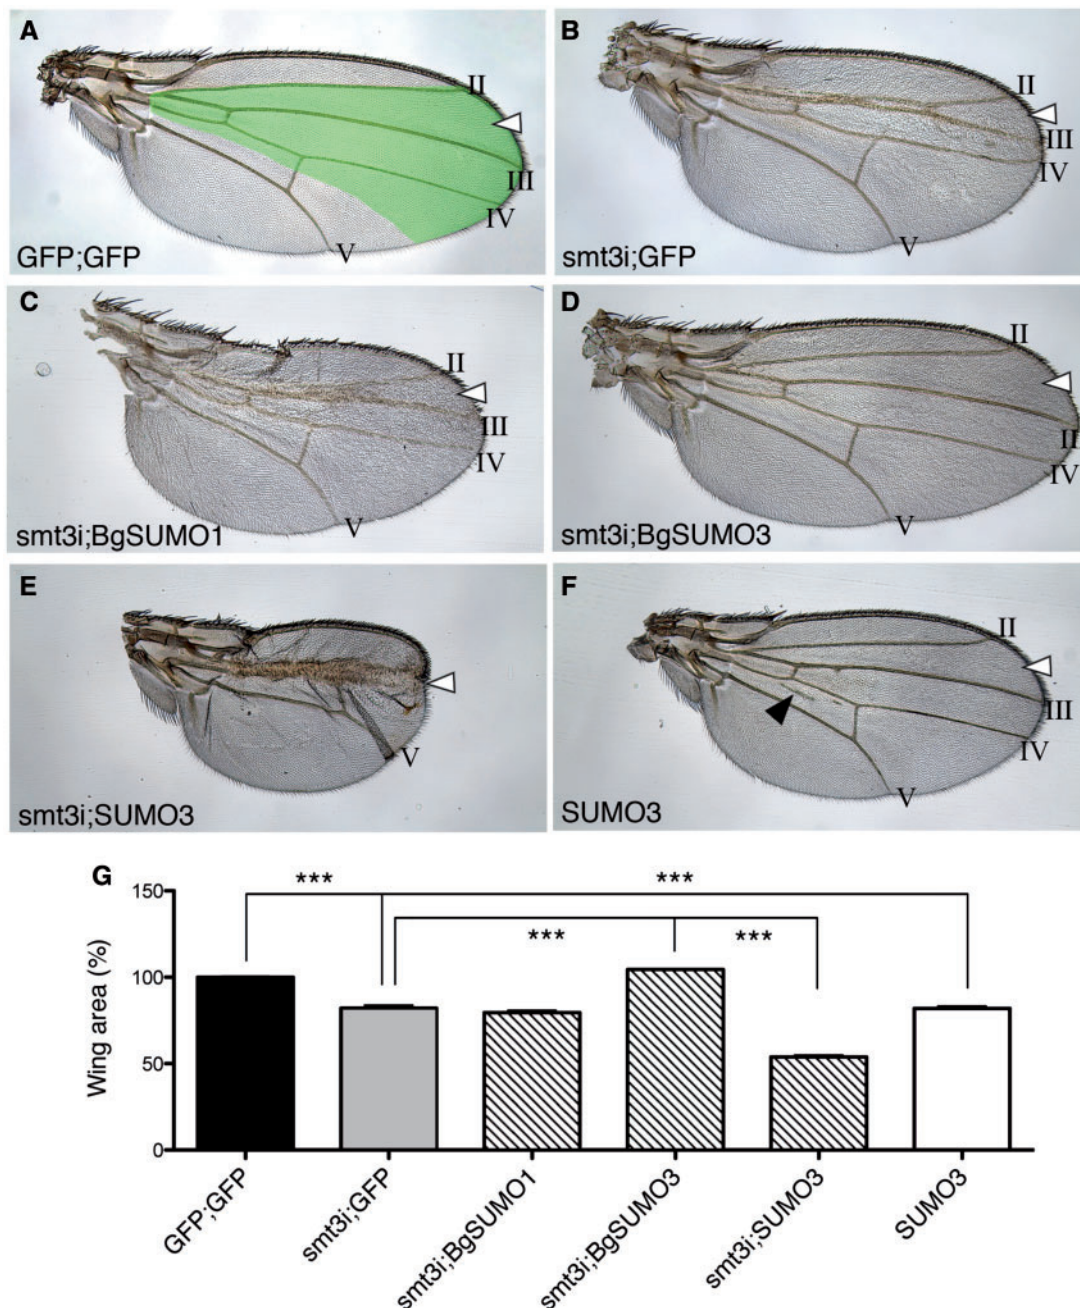 A
II
III
IV
V
GFP;GFP
B
II
III
IV
V
smt3i;GFP
C
II
III
IV
V
smt3i;BgSUMO1
D
II
II
IV
V
smt3i;BgSUMO3
E
V
smt3i;SUMO3
F
II
III
IV
V
SUMO3
G
*** ***
*** ***
150
100
50
0
Wing area (%)
GFP;GFP
smt3i;GFP
smt3i;BgSUMO1
smt3i;BgSUMO3
smt3i;SUMO3
SUMO3